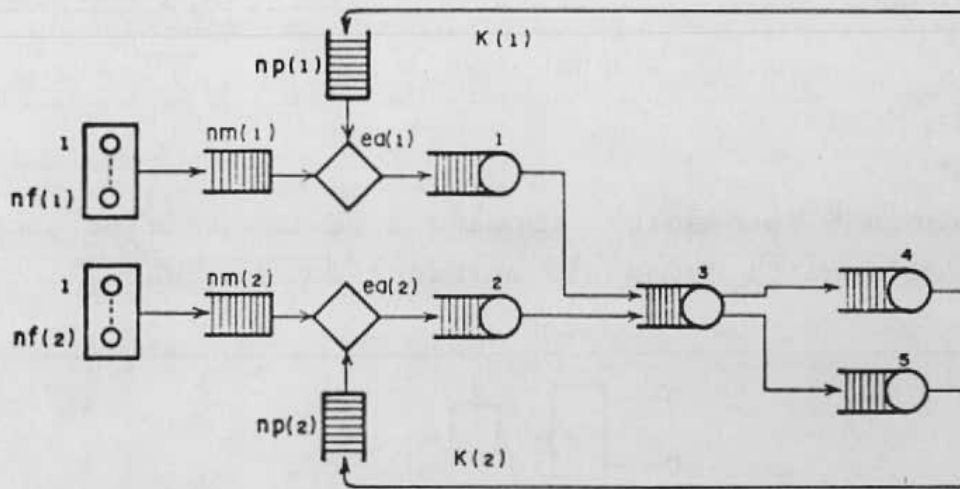 K(1)
np(1)
1
nf(1)
nm(1)
ea(1)
1
1
nf(2)
nm(2)
ea(2)
2
3
4
5
np(2)
K(2)